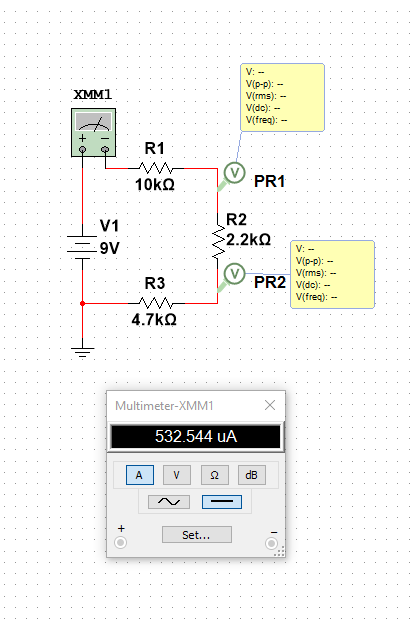 V: --
V(p-p): --
V(rms): --
V(dc): --
V(freq): --
XMM1
+ −
R1
10kΩ
V
PR1
V1
9V
R2
2.2kΩ
V: --
V(p-p): --
V(rms): --
V(dc): --
V(freq): --
V
PR2
R3
4.7kΩ
Multimeter-XMM1
532.544 uA
A V Ω dB
+ Set... −